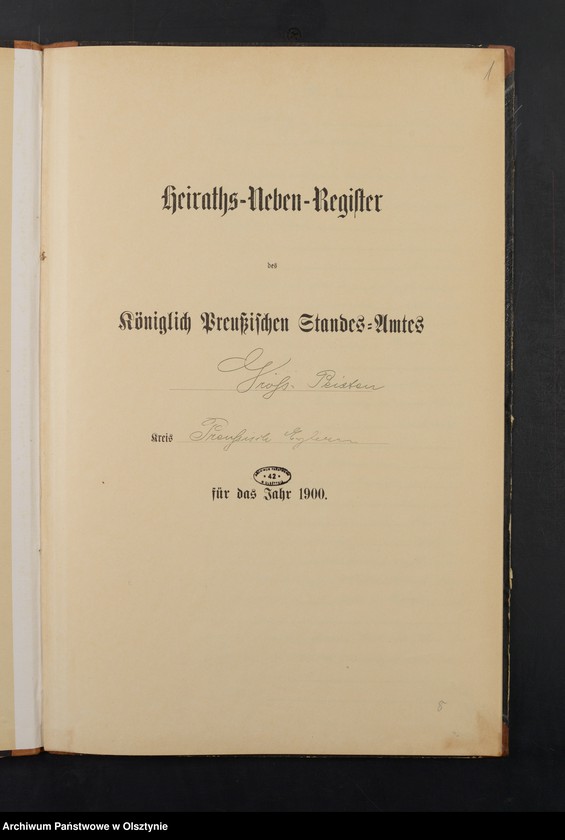 1
Heiraths-Neben-Register
des
Königlich Preußischen Standes-Amtes
Groß-Peisten
Kreis Preußisch Eylau
42
für das Jahr 1900.
8
Archiwum Państwowe w Olsztynie